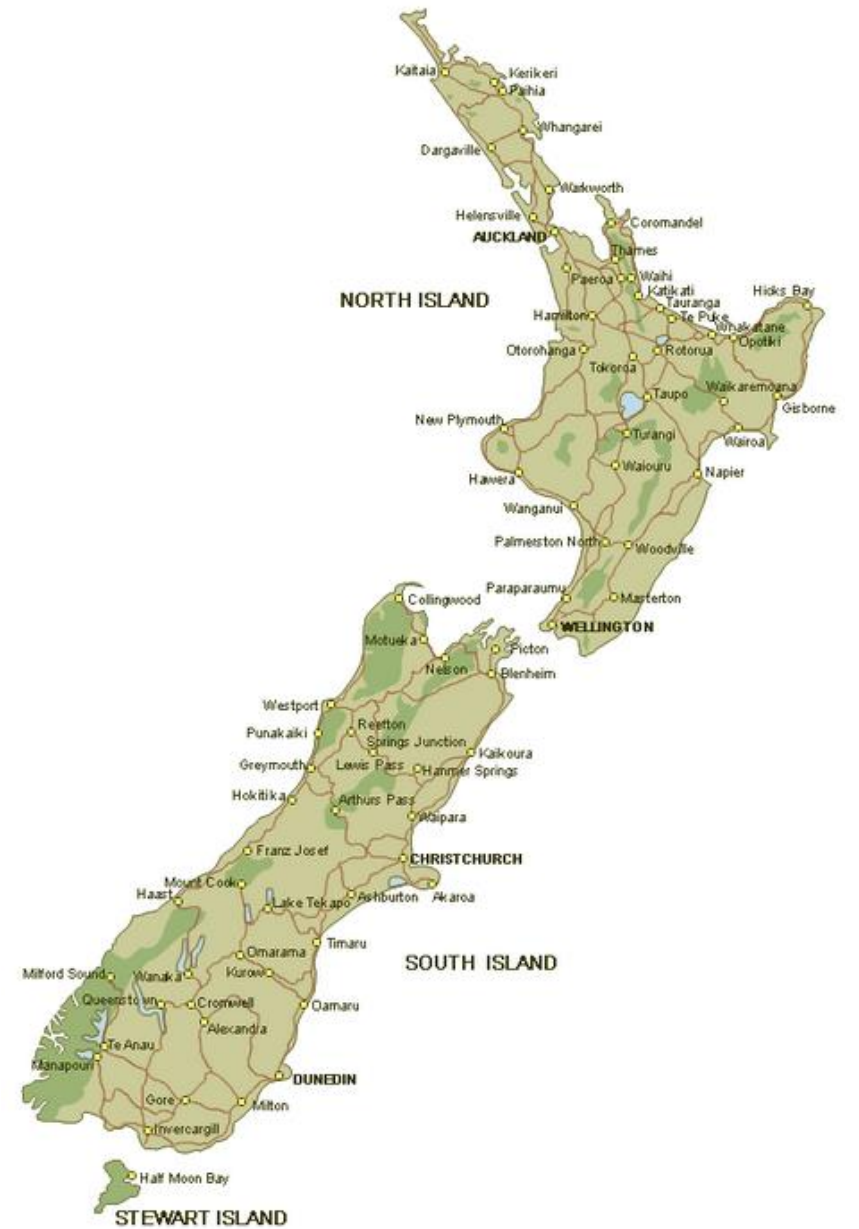 Kaitaia
Kerikeri
Paihia
Whangarei
Dargaville
Warkworth
Helensville
Coromandel
AUCKLAND
Thames
Paeroa
Waihi
Katikati
Hicks Bay
NORTH ISLAND
Tauranga
Hamilton
Te Puke
Whakatane
Opotiki
Otorohanga
Rotorua
Tokoroa
Waikaremoana
Taupo
Gisborne
New Plymouth
Turangi
Wairoa
Waiouru
Napier
Hawera
Wanganui
Palmerston North
Woodville
Paraparaumu
Masterton
Collingwood
WELLINGTON
Motueka
Picton
Nelson
Blenheim
Westport
Reefton
Punakaiki
Springs Junction
Kaikoura
Greymouth
Lewis Pass
Hanmer Springs
Hokitika
Arthurs Pass
Waipara
Franz Josef
CHRISTCHURCH
Mount Cook
Haast
Lake Tekapo
Ashburton
Akaroa
Timaru
Omarama
SOUTH ISLAND
Milford Sound
Wanaka
Kurow
Queenstown
Cromwell
Oamaru
Alexandra
Te Anau
Manapouri
DUNEDIN
Gore
Milton
Invercargill
Half Moon Bay
STEWART ISLAND